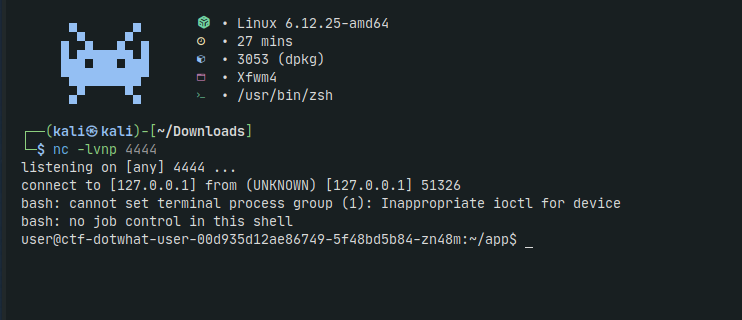 • Linux 6.12.25-amd64
• 27 mins
• 3053 (dpkg)
• Xfwm4
• /usr/bin/zsh
┌──(kali㉿kali)-[~/Downloads]
└─$ nc -lvnp 4444
listening on [any] 4444 ...
connect to [127.0.0.1] from (UNKNOWN) [127.0.0.1] 51326
bash: cannot set terminal process group (1): Inappropriate ioctl for device
bash: no job control in this shell
user@ctf-dotwhat-user-00d935d12ae86749-5f48bd5b84-zn48m:~/app$ _